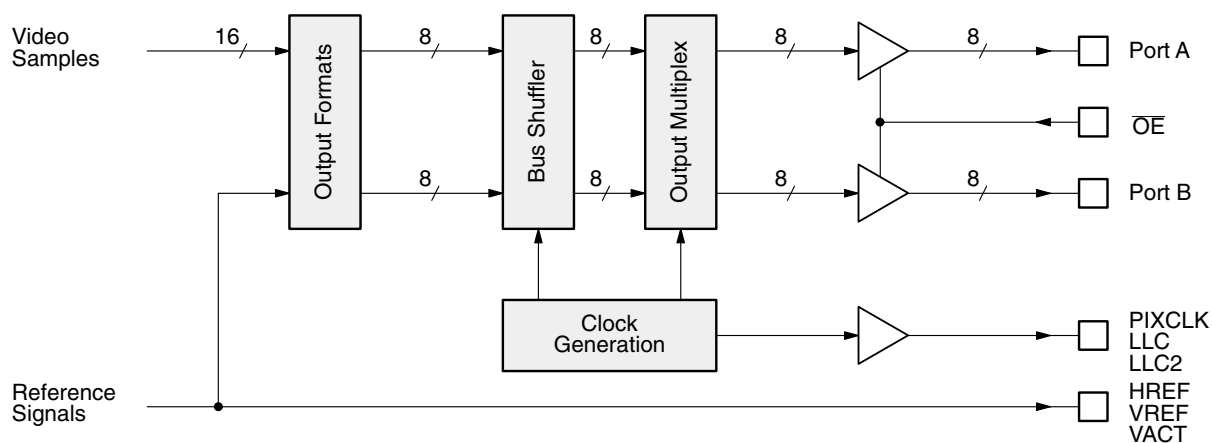 Video
Samples
16
Output Formats
8
8
Bus Shuffler
8
8
Output Multiplex
8
8
8
8
Port A
OE
Port B
Clock
Generation
PIXCLK
LLC
LLC2
Reference
Signals
HREF
VREF
VACT